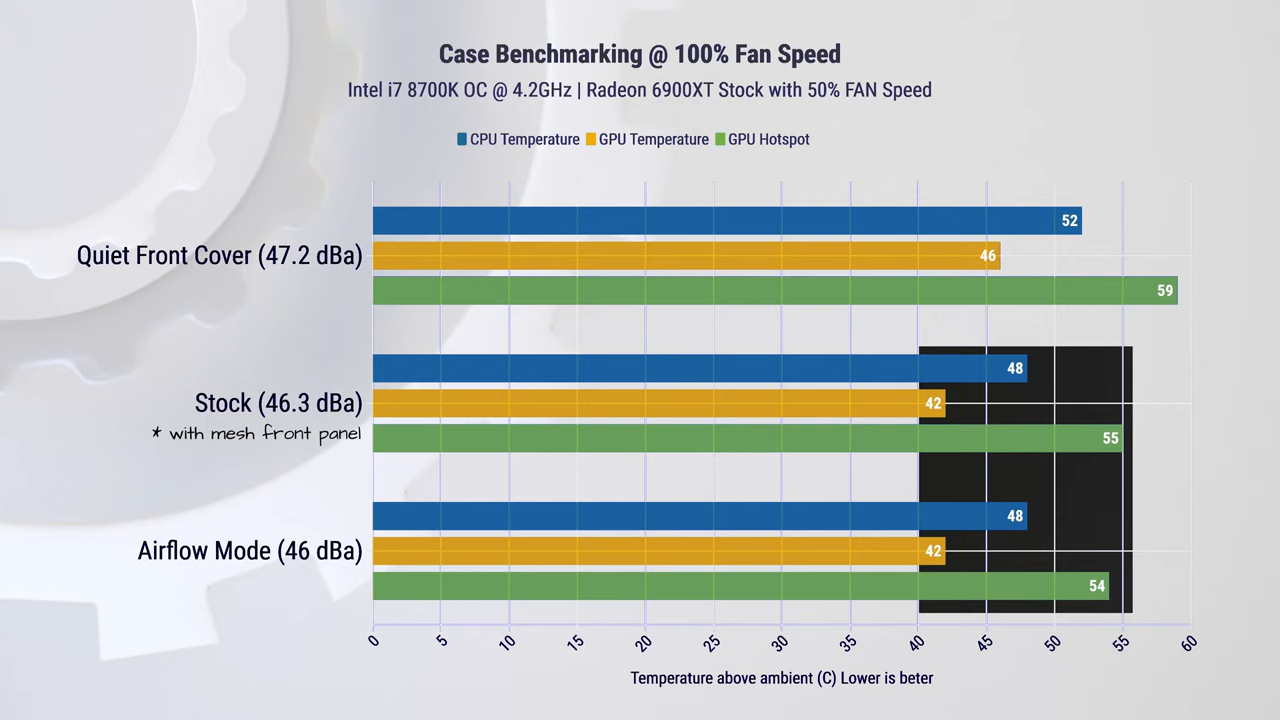 Case Benchmarking @ 100% Fan Speed
Intel i7 8700K OC @ 4.2GHz | Radeon 6900XT Stock with 50% FAN Speed
CPU Temperature GPU Temperature GPU Hotspot
52
Quiet Front Cover (47.2 dBa)
46
59
48
Stock (46.3 dBa)
42
* with mesh front panel
55
48
Airflow Mode (46 dBa)
42
54
0 5 10 15 20 25 30 35 40 45 50 55 60
Temperature above ambient (C) Lower is beter